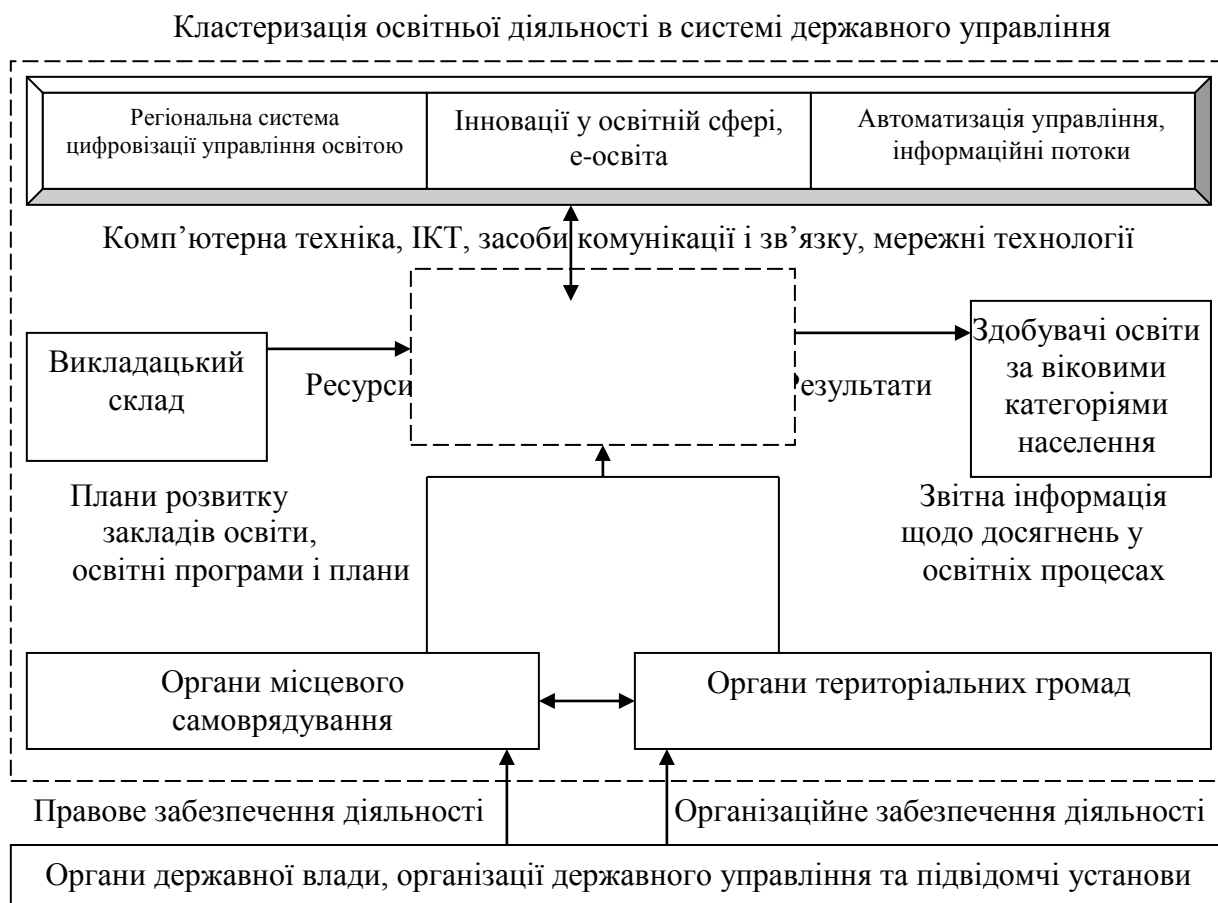 Кластеризація освітньої діяльності в системі державного управління
Регіональна система
цифровізації управління освітою
Інновації у освітній сфері,
е-освіта
Автоматизація управління,
інформаційні потоки
Комп’ютерна техніка, ІКТ, засоби комунікації і зв’язку, мережні технології
Викладацький
склад
Ресурси
Результати
Здобувачі освіти
за віковими
категоріями
населення
Плани розвитку
закладів освіти,
освітні програми і плани
Звітна інформація
щодо досягнень у
освітніх процесах
Органи місцевого
самоврядування
Органи територіальних громад
Правове забезпечення діяльності
Організаційне забезпечення діяльності
Органи державної влади, організації державного управління та підвідомчі установи